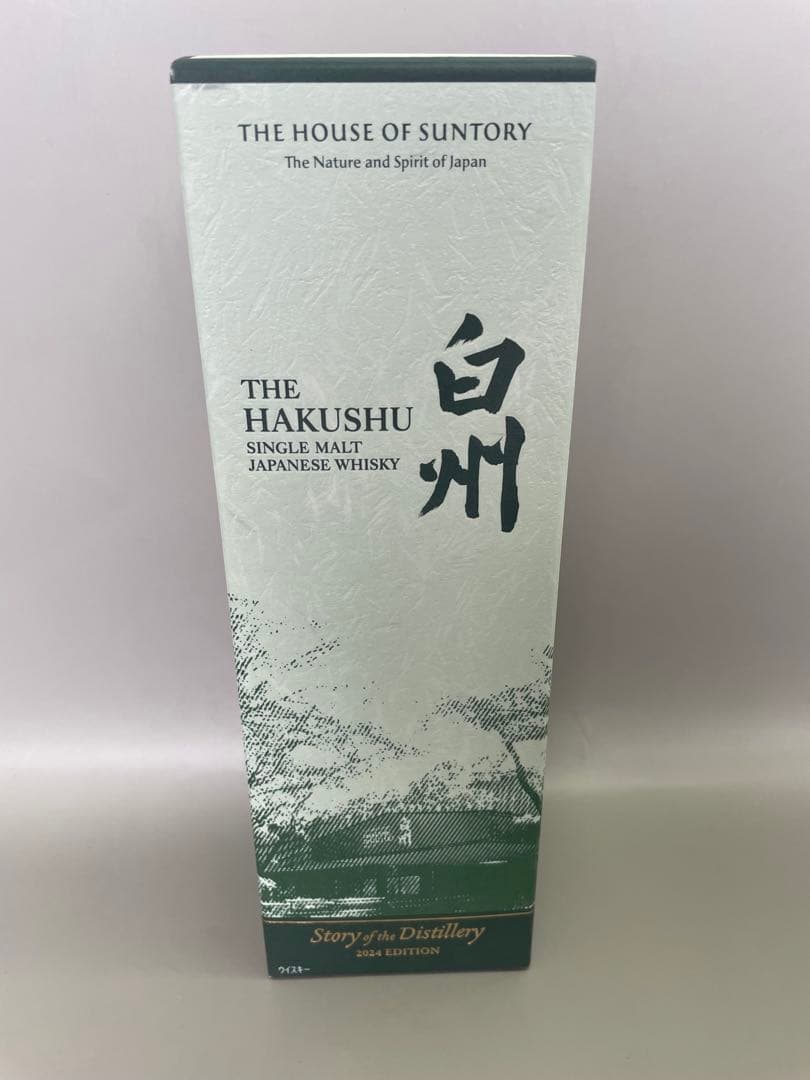 THE HOUSE OF SUNTORY
The Nature and Spirit of Japan
THE
HAKUSHU
SINGLE MALT
JAPANESE WHISKY
白州
Story of the Distillery
2024 EDITION
ウイスキー